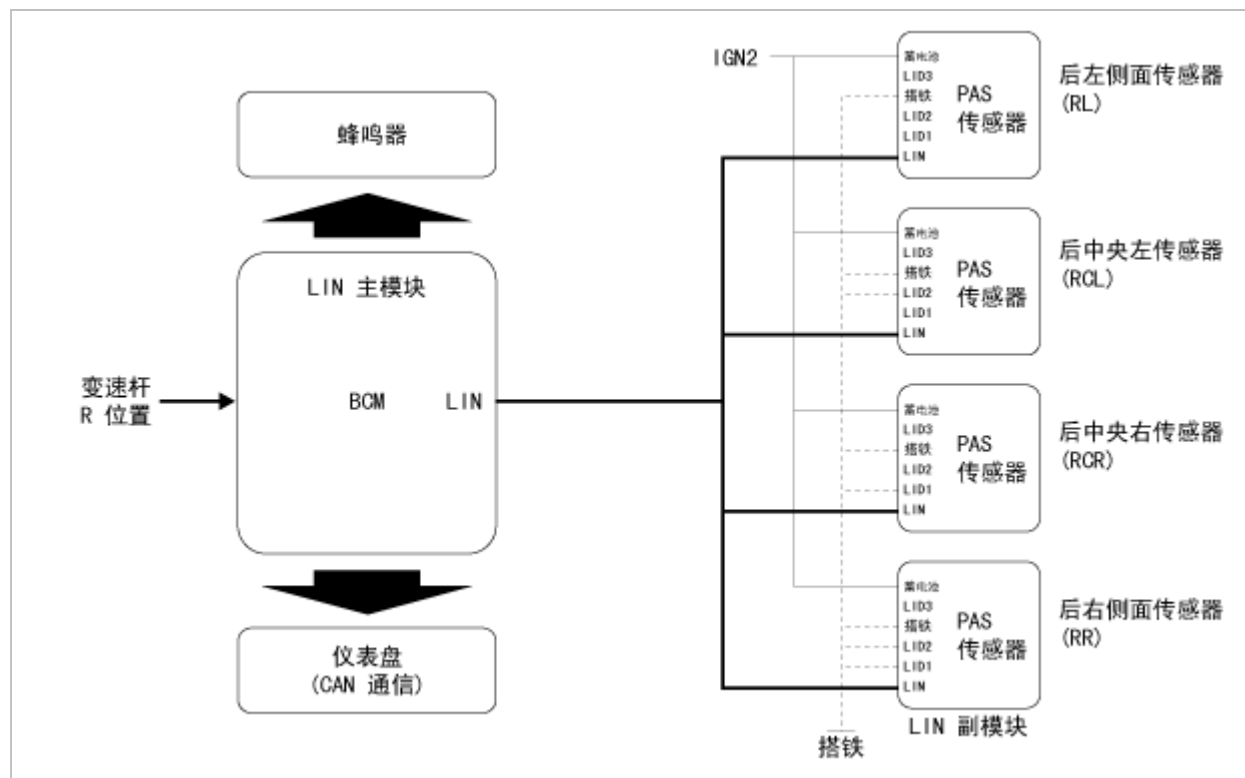 IGN2
蜂鸣器
LIN 主模块
BCM
LIN
变速杆
R 位置
仪表盘
(CAN 通信)
蓄电池
LID3
搭铁
LID2
LID1
LIN
PAS
传感器
后左侧面传感器
(RL)
蓄电池
LID3
搭铁
LID2
LID1
LIN
PAS
传感器
后中央左传感器
(RCL)
蓄电池
LID3
搭铁
LID2
LID1
LIN
PAS
传感器
后中央右传感器
(RCR)
蓄电池
LID3
搭铁
LID2
LID1
LIN
PAS
传感器
后右侧面传感器
(RR)
LIN 副模块
搭铁